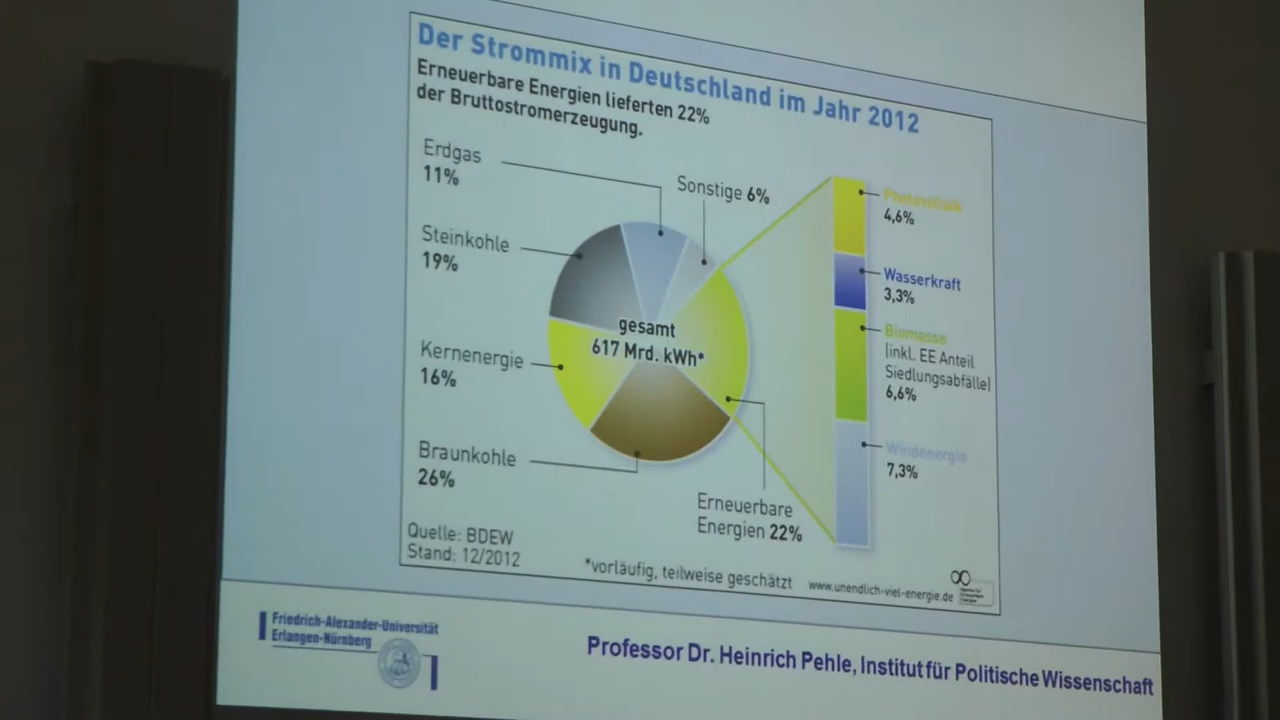 Der Strommix in Deutschland im Jahr 2012
Erneuerbare Energien lieferten 22%
der Bruttostromerzeugung.
Erdgas
11%
Sonstige 6%
Steinkohle
19%
Kernenergie
16%
Braunkohle
26%
gesamt
617 Mrd. kWh*
Erneuerbare
Energien 22%
Photovoltaik
4,6%
Wasserkraft
3,3%
Biomasse
(inkl. EE Anteil
Siedlungsabfälle)
6,6%
Windenergie
7,3%
Quelle: BDEW
Stand: 12/2012
*vorläufig, teilweise geschätzt
www.unendlich-viel-energie.de
Friedrich-Alexander-Universität
Erlangen-Nürnberg
Professor Dr. Heinrich Pehle, Institut für Politische Wissenschaft